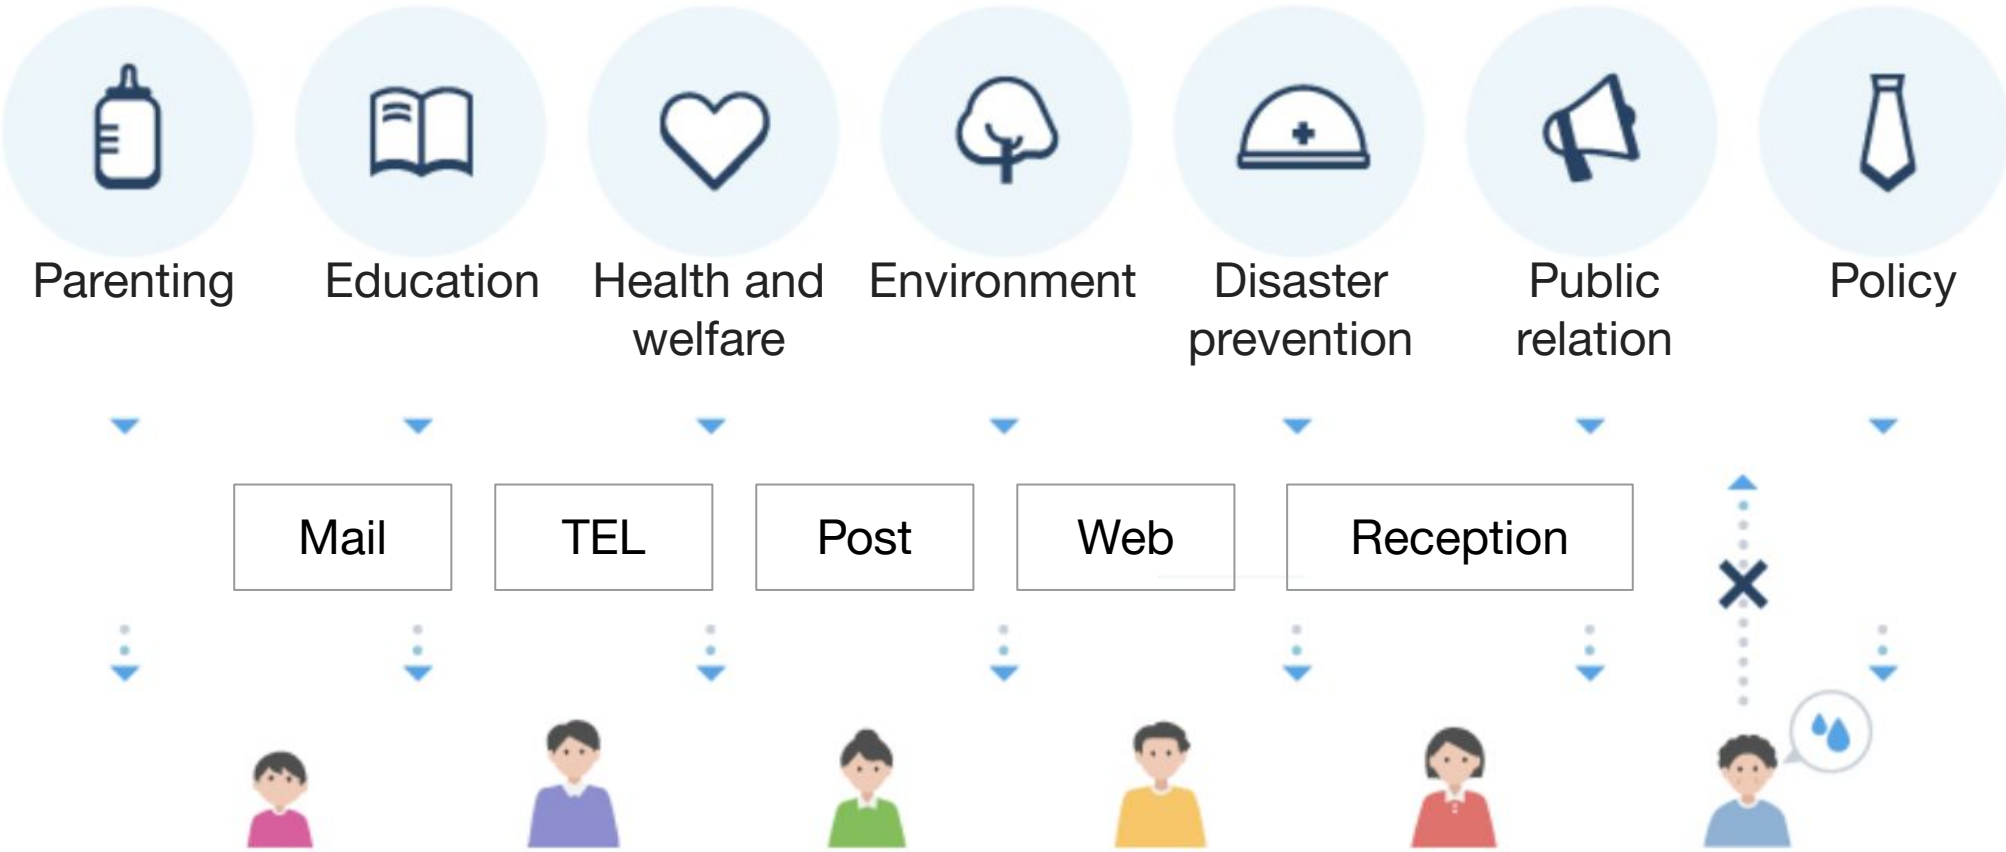 Parenting
Education
Health and
welfare
Environment
Disaster
prevention
Public
relation
Policy
Mail
TEL
Post
Web
Reception